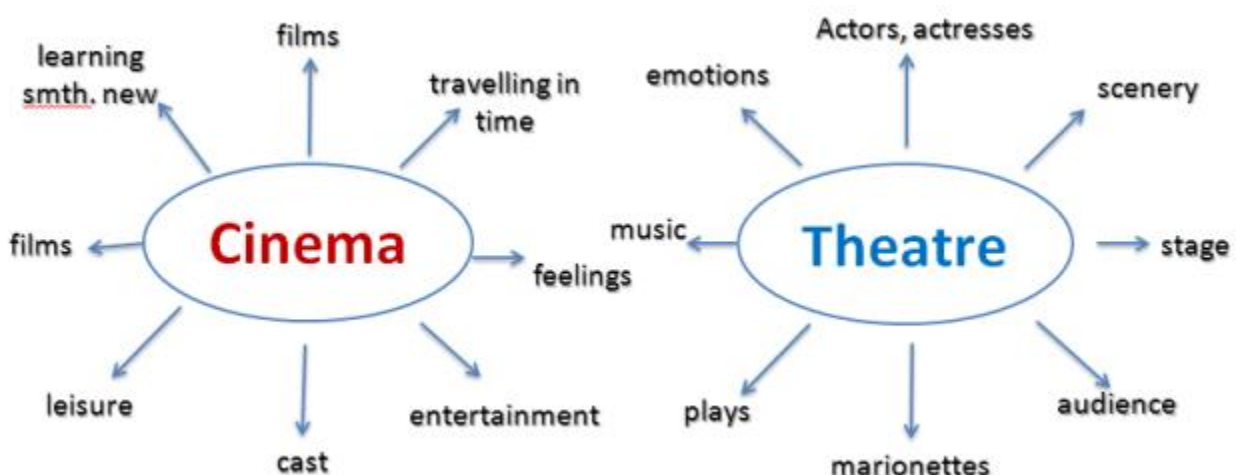 films
learning
smth. new
travelling in
time
films
Cinema
feelings
leisure
entertainment
cast
Actors, actresses
emotions
scenery
music
Theatre
stage
plays
audience
marionettes